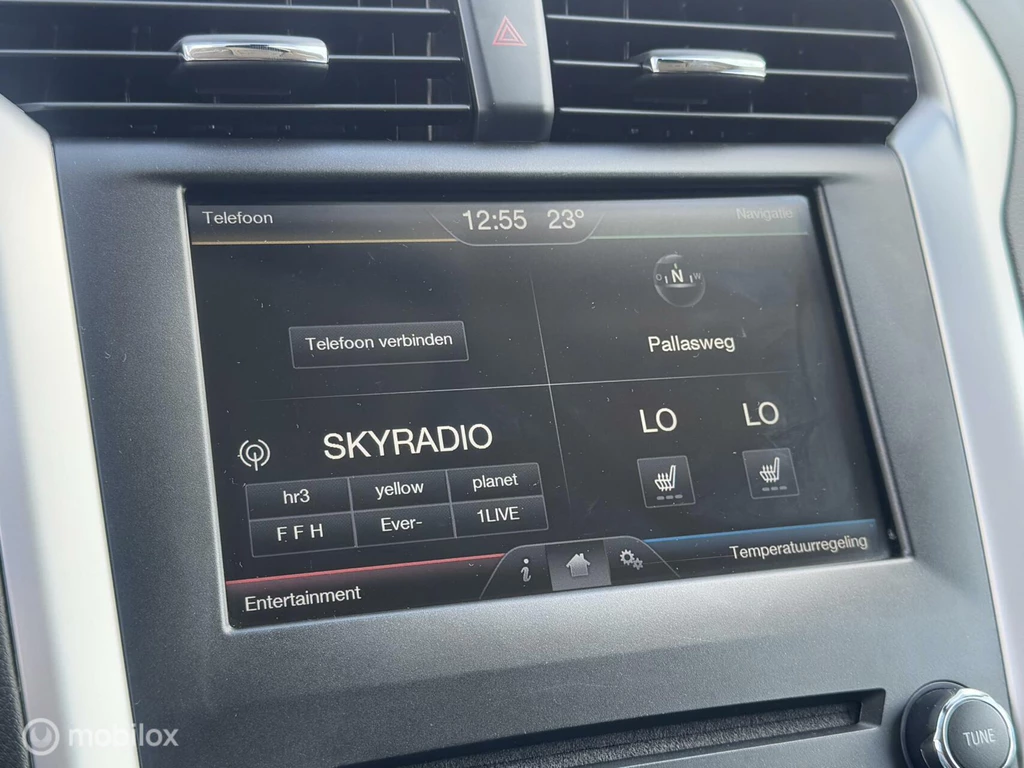 Telefoon
12:55 23°
Navigatie
O N W
Telefoon verbinden
Pallasweg
SKYRADIO
LO LO
hr3 yellow planet
F F H Ever- 1LIVE
Entertainment
i
Temperatuurregeling
TUNE
mobilox